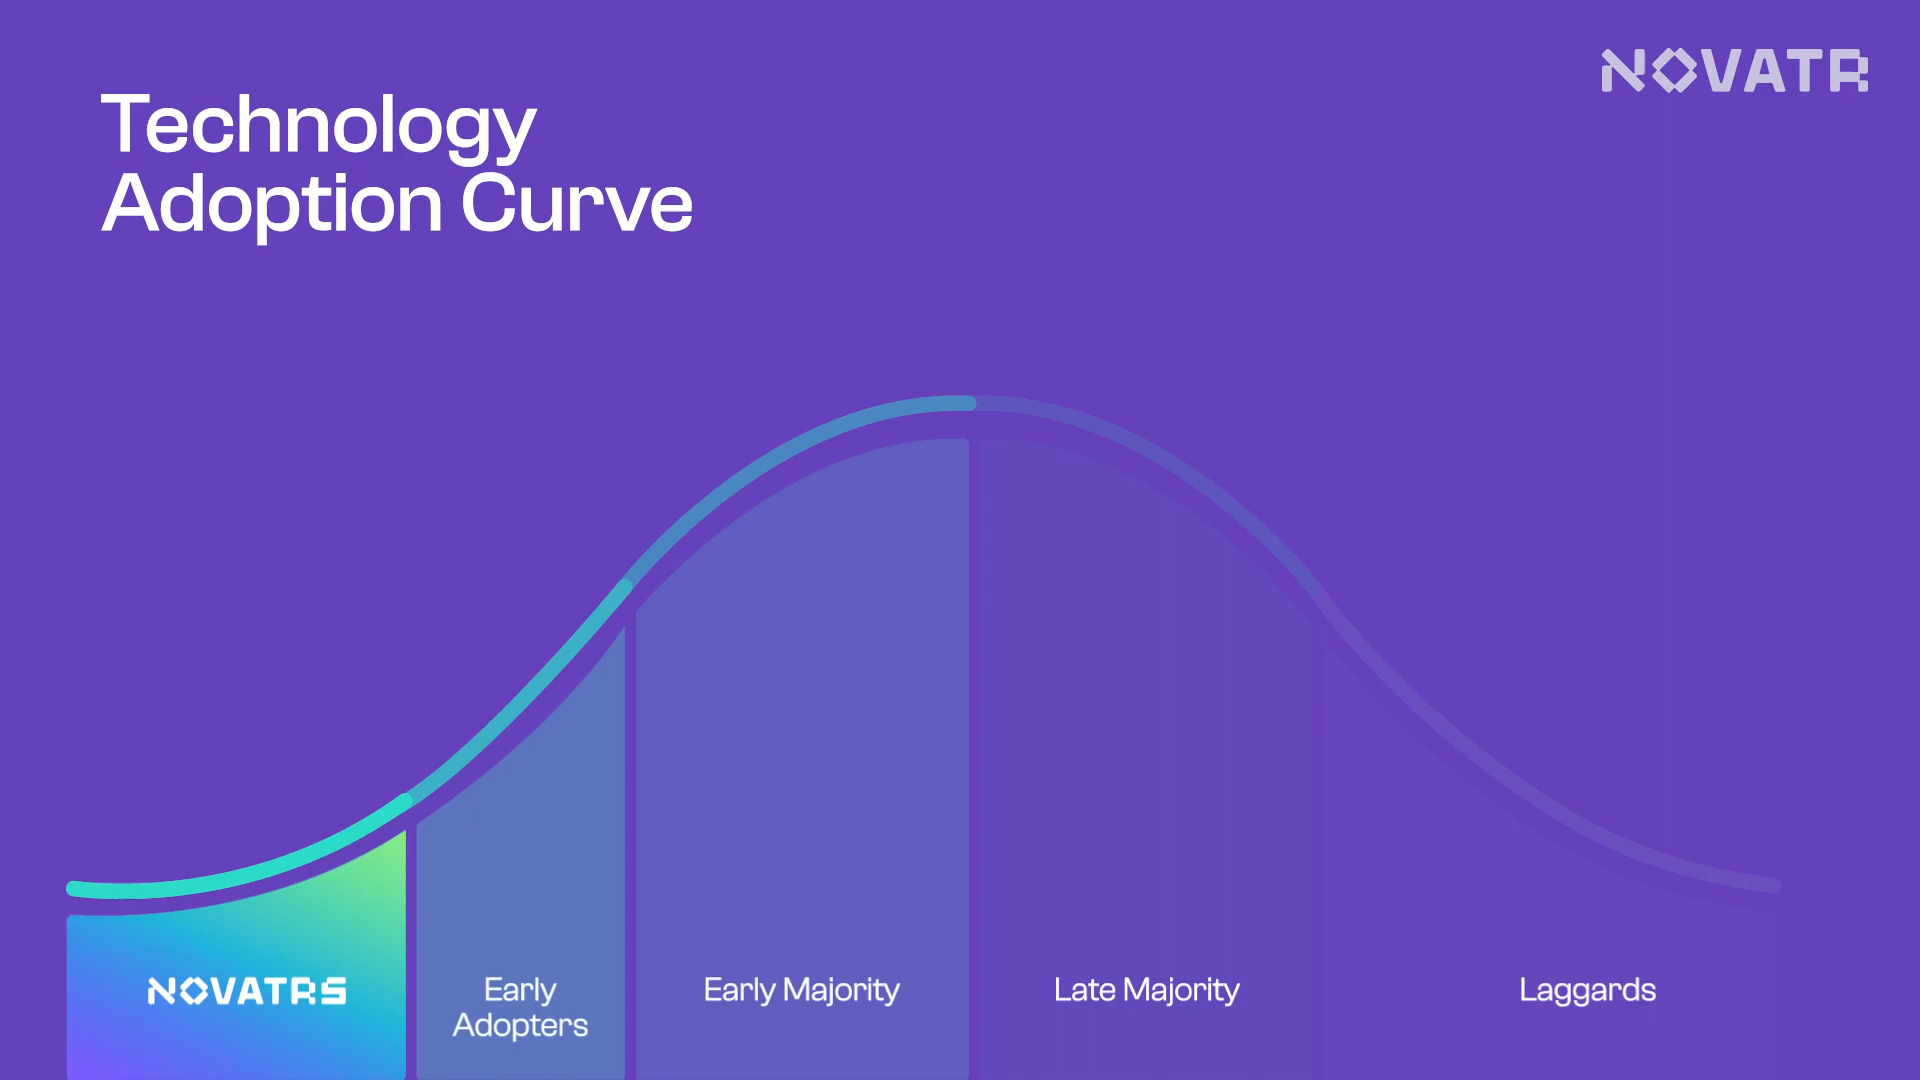 NOVATR
Technology
Adoption Curve
NOVATRS
Early
Adopters
Early Majority
Late Majority
Laggards